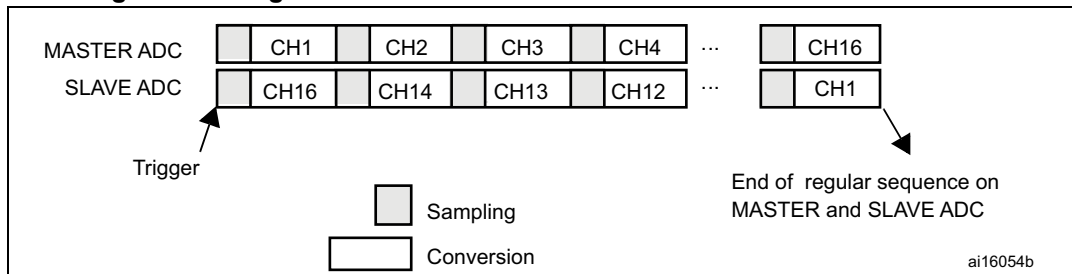 MASTER ADC CH1 CH2 CH3 CH4 ... CH16
SLAVE ADC CH16 CH14 CH13 CH12 ... CH1
Trigger
End of regular sequence on
MASTER and SLAVE ADC
Sampling
Conversion
ai16054b